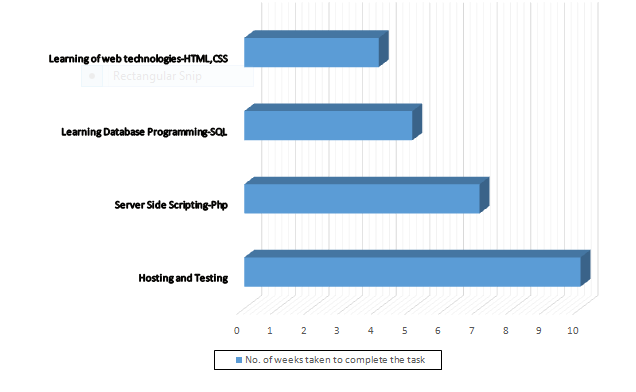 Learning of web technologies-HTML,CSS
Rectangular Snip
Learning Database Programming-SQL
Server Side Scripting-Php
Hosting and Testing
0 1 2 3 4 5 6 7 8 9 10
No. of weeks taken to complete the task